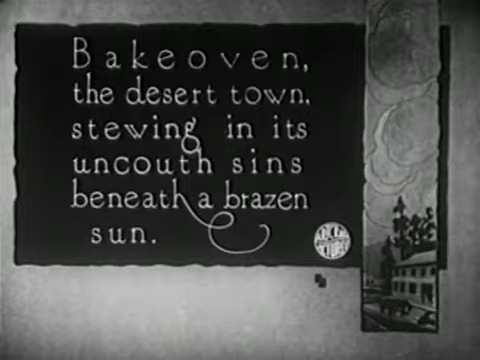 Bakeoven,
the desert town,
stewing in its
uncouth sins
beneath a brazen
sun.